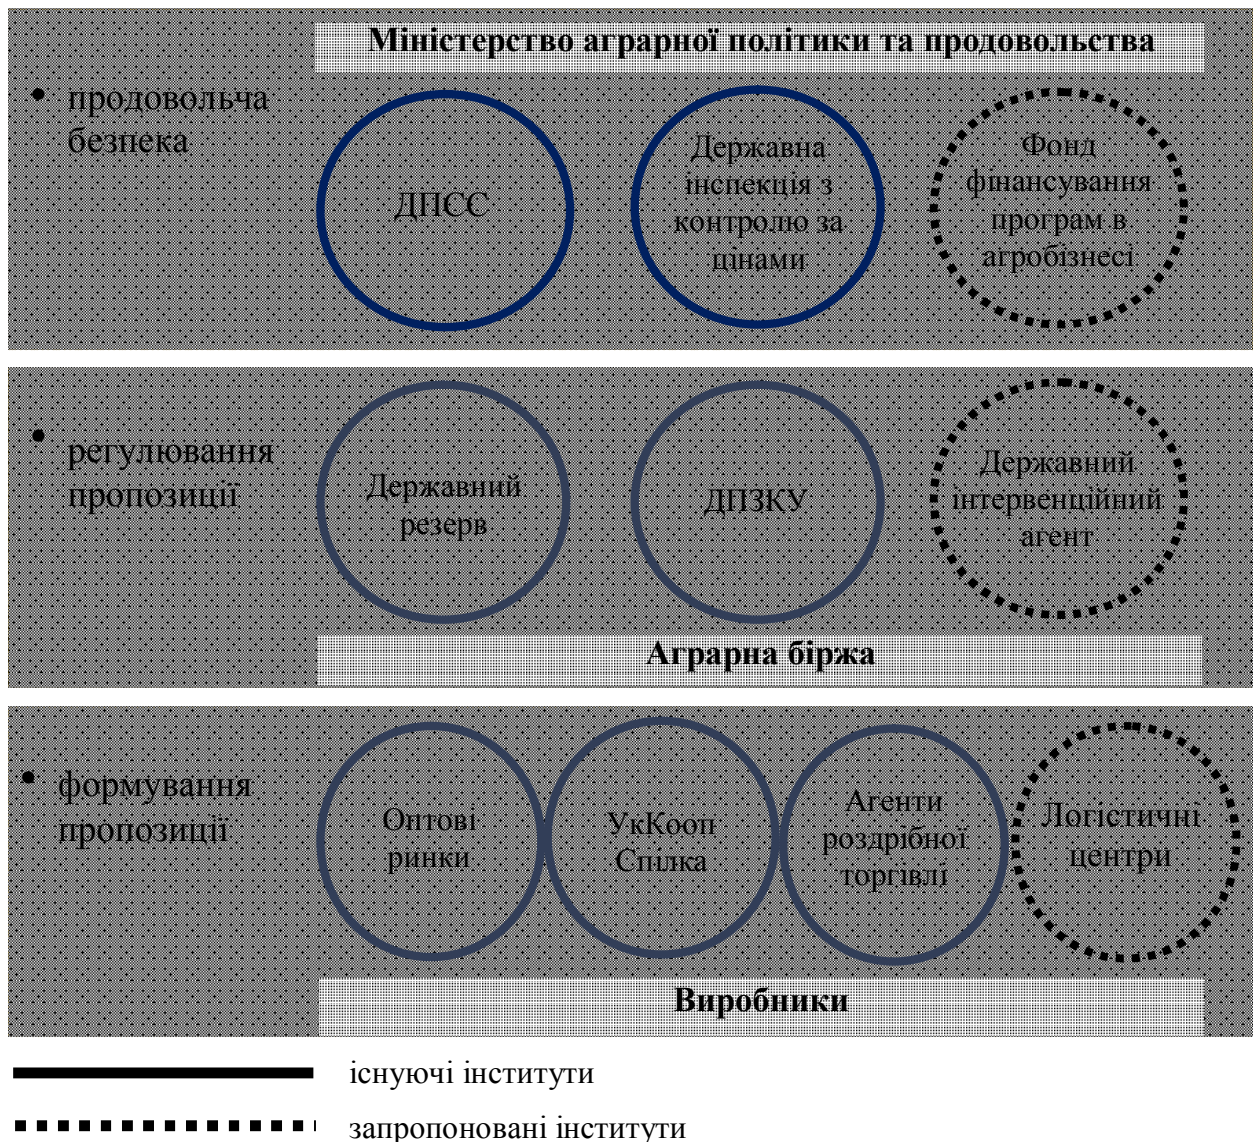 Міністерство аграрної політики та продовольства
• продовольча
безпека
ДПСС
Державна
інспекція з
контролю за
цінами
Фонд
фінансування
програм в
агробізнесі
• регулювання
пропозиції
Державний
резерв
ДПЗКУ
Державний
інтервенційний
агент
Аграрна біржа
• формування
пропозиції
Оптові
ринки
УкКооп
Спілка
Агенти
роздрібної
торгівлі
Логістичні
центри
Виробники
існуючі інститути
запропоновані інститути